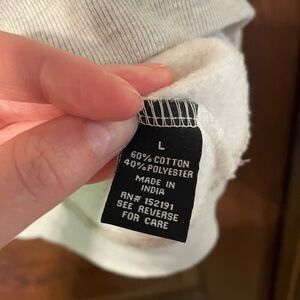 L
60% COTTON
40% POLYESTER
MADE IN
INDIA
RN# 152191
SEE REVERSE
FOR CARE